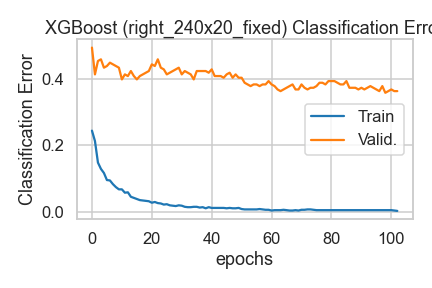 XGBoost (right_240x20_fixed) Classification Erro
Classification Error
0.4
0.2
0.0
Train
Valid.
0 20 40 60 80 100
epochs